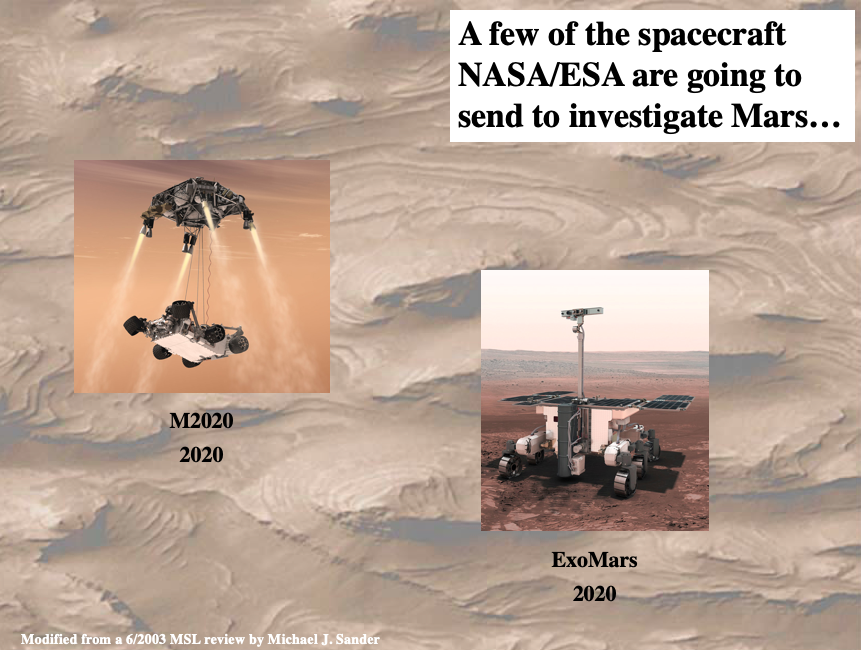 A few of the spacecraft
NASA/ESA are going to
send to investigate Mars…
M2020
2020
ExoMars
2020
Modified from a 6/2003 MSL review by Michael J. Sander